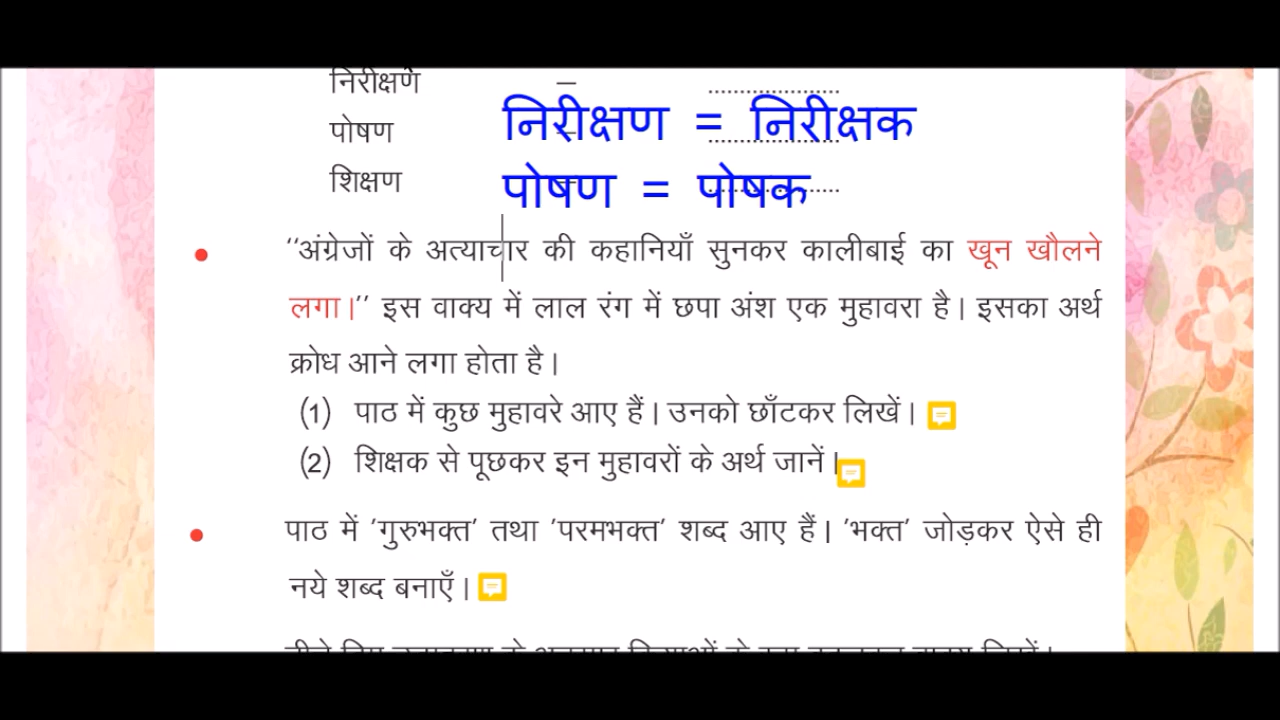 निरीक्षण – ....................
निरीक्षण = निरीक्षक
पोषण – ....................
शिक्षण – ....................
पोषण = पोषक
''अंग्रेजों के अत्याचार की कहानियाँ सुनकर कालीबाई का खून खौलने
लगा।'' इस वाक्य में लाल रंग में छपा अंश एक मुहावरा है। इसका अर्थ
क्रोध आने लगा होता है।
(1) पाठ में कुछ मुहावरे आए हैं। उनको छाँटकर लिखें।
(2) शिक्षक से पूछकर इन मुहावरों के अर्थ जानें।
पाठ में 'गुरुभक्त' तथा 'परमभक्त' शब्द आए हैं। 'भक्त' जोड़कर ऐसे ही
नये शब्द बनाएँ।